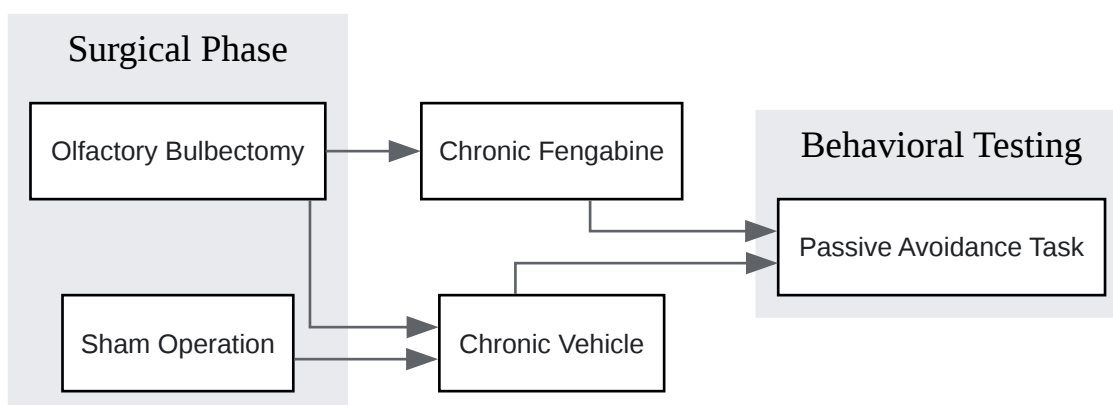 Surgical Phase
Olfactory Bulbectomy
Sham Operation
Chronic Fengabine
Chronic Vehicle
Behavioral Testing
Passive Avoidance Task